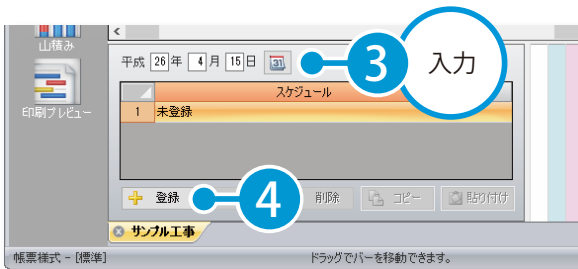 山積み
印刷プレビュー
平成 26 年 4 月 15 日 31
3 入力
スケジュール
1 未登録
登録
4
削除 コピー 貼り付け
サンプル工事
帳票様式 - [標準] ドラッグでバーを移動できます。